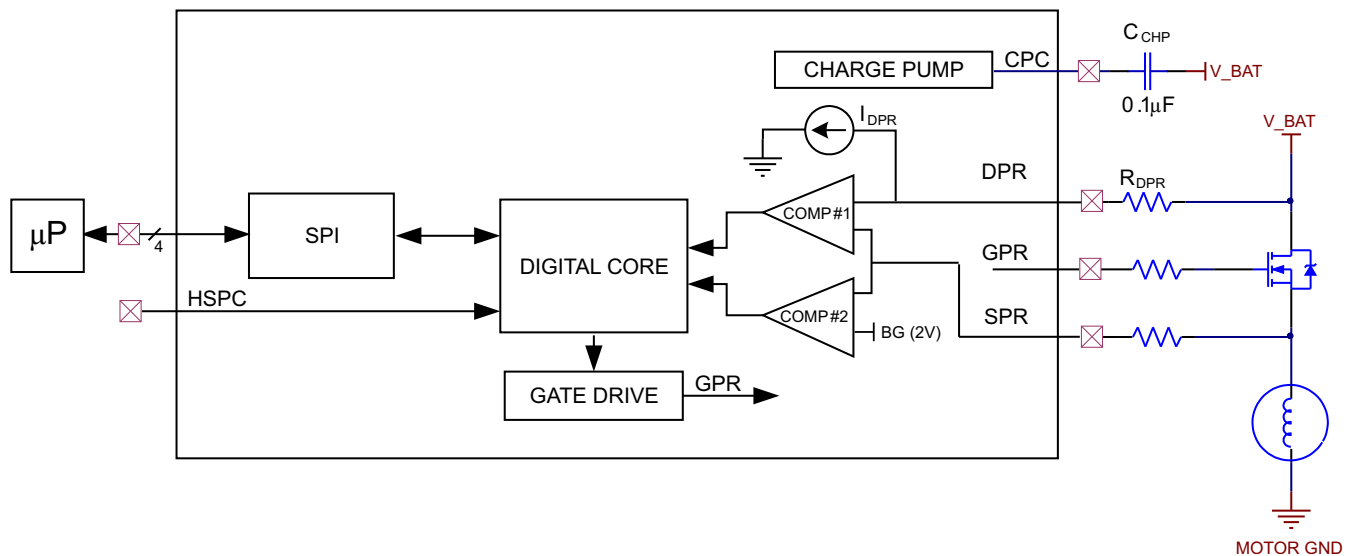 C CHP
CHARGE PUMP
CPC
V_BAT
0.1µF
I DPR
V_BAT
DPR
R DPR
COMP#1
µP
4
SPI
DIGITAL CORE
GPR
HSPC
COMP#2
BG (2V)
SPR
GATE DRIVE
GPR
MOTOR GND